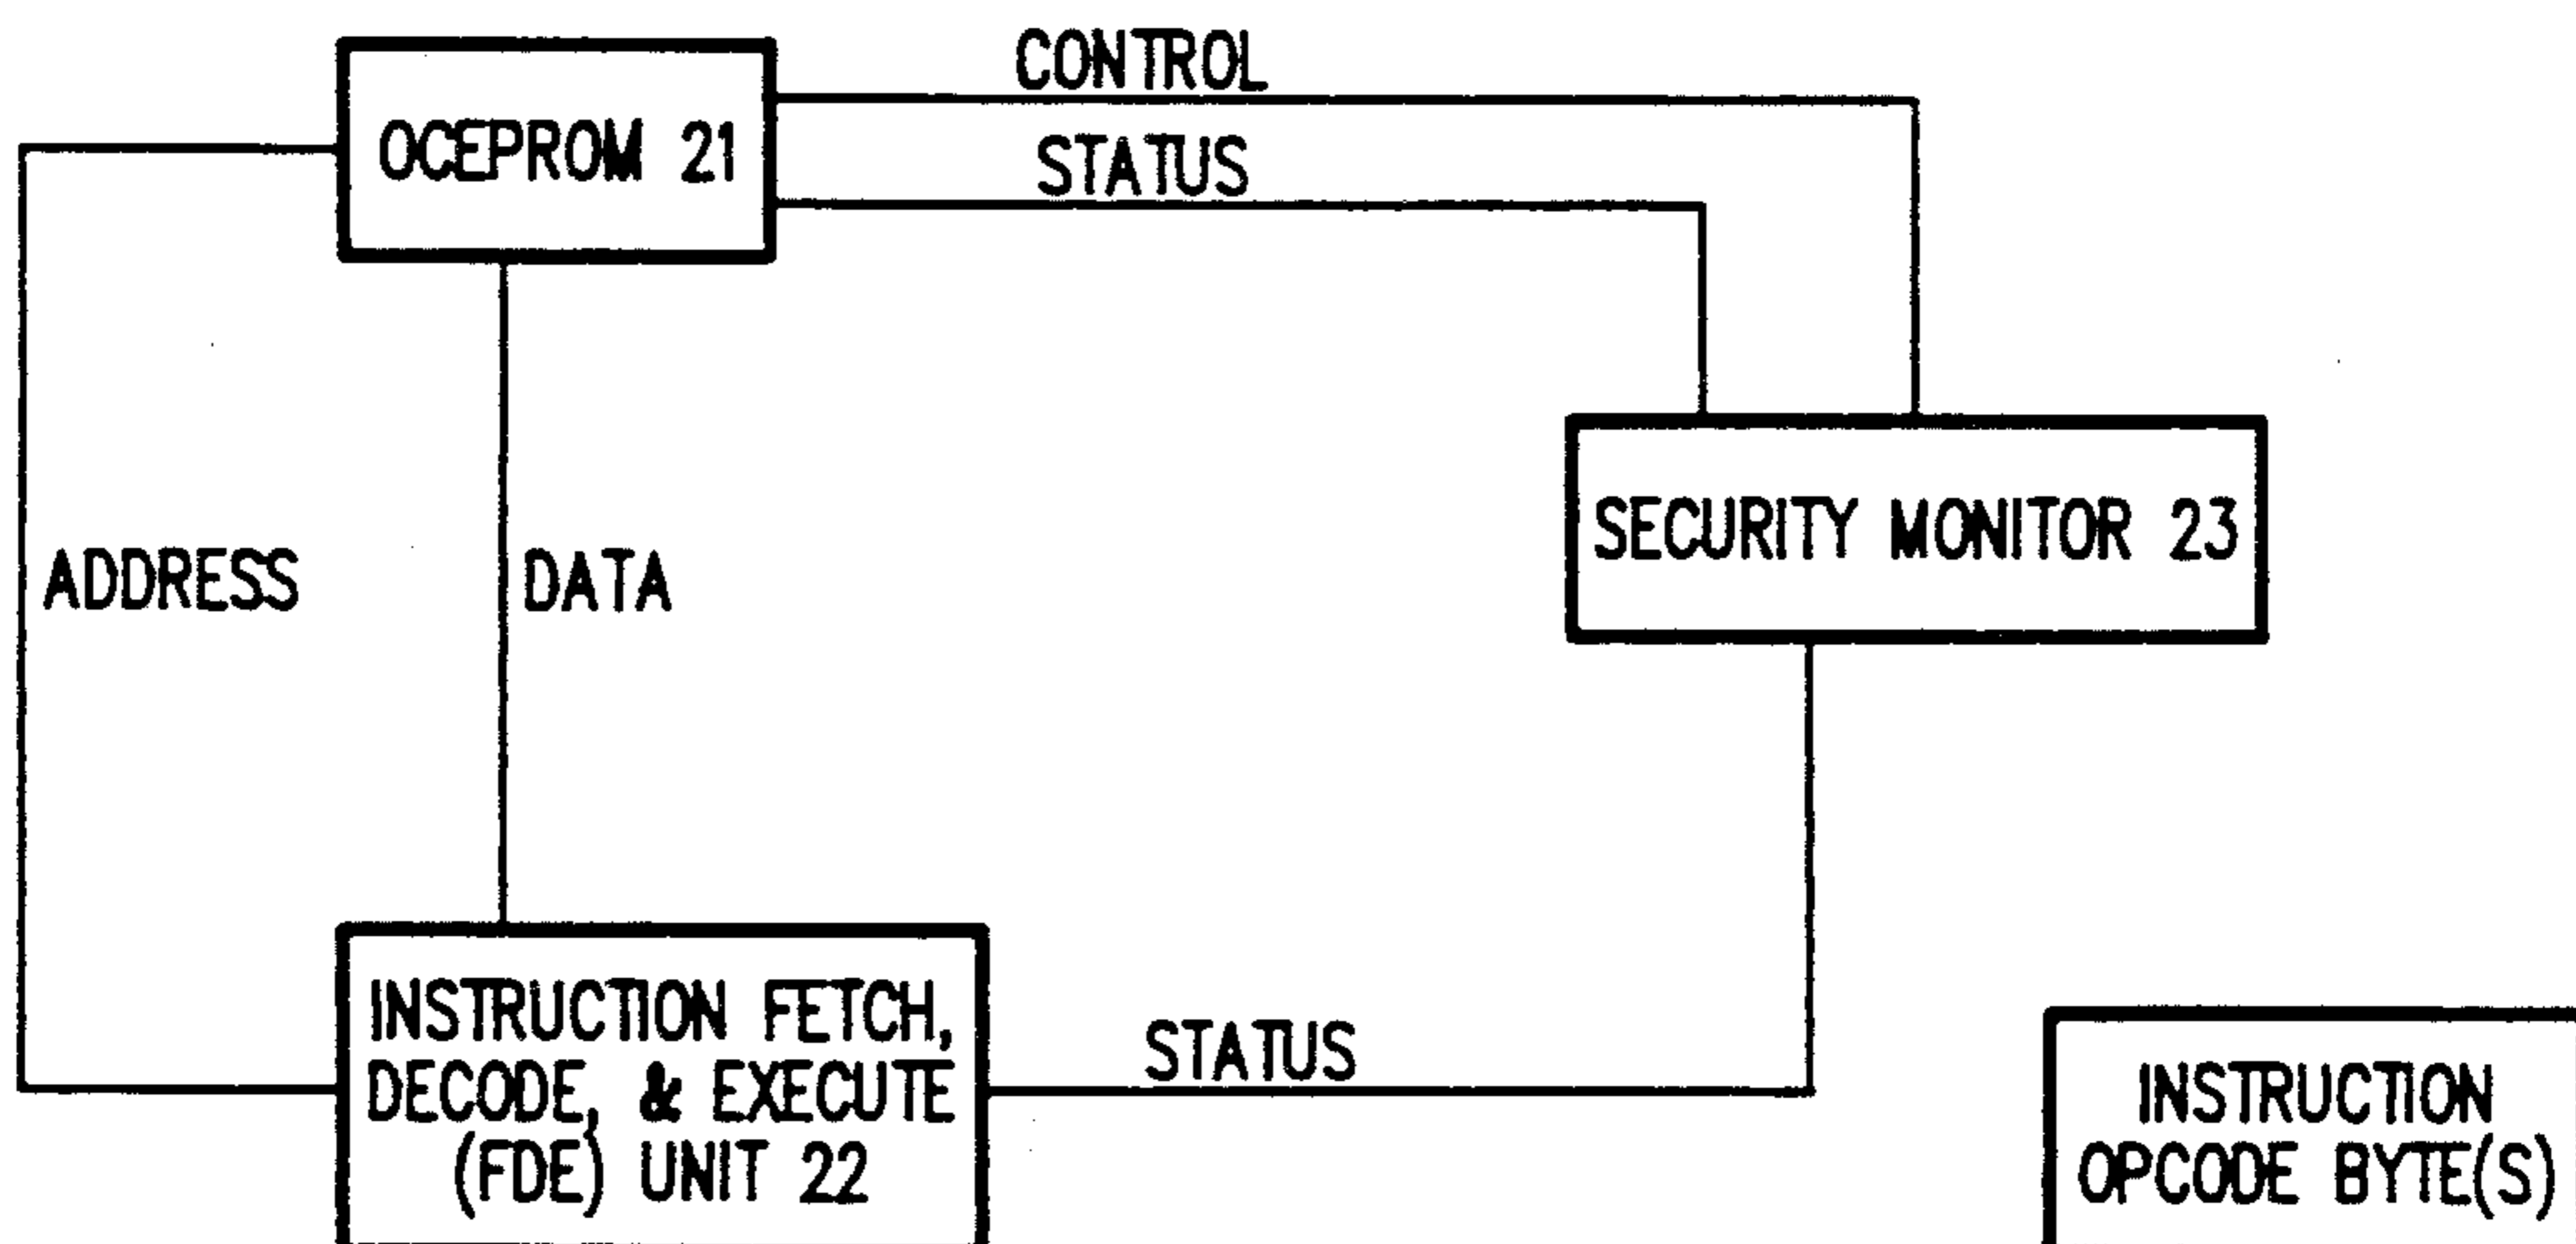 CONTROL
OCEPROM 21
STATUS
SECURITY MONITOR 23
ADDRESS
DATA
INSTRUCTION FETCH,
DECODE, & EXECUTE
(FDE) UNIT 22
STATUS
INSTRUCTION
OPCODE BYTE(S)